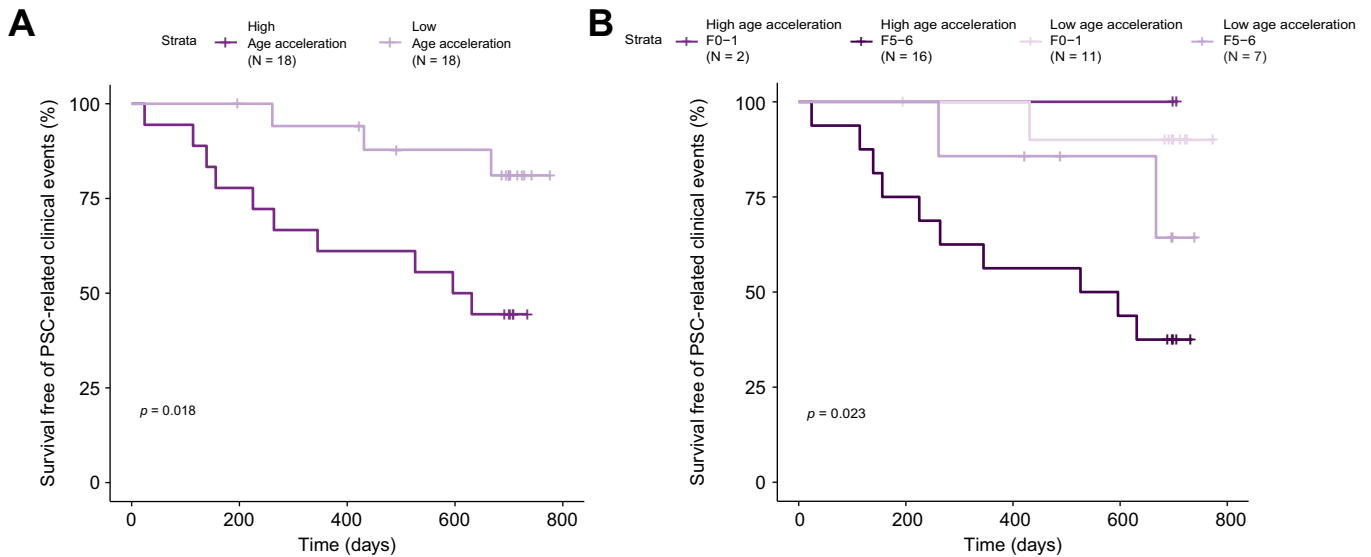 A
Strata
High
Age acceleration
(N = 18)
Low
Age acceleration
(N = 18)
Survival free of PSC-related clinical events (%)
100
75
50
25
0
p = 0.018
0 200 400 600 800
Time (days)
B
Strata
High age acceleration
F0−1
(N = 2)
High age acceleration
F5−6
(N = 16)
Low age acceleration
F0−1
(N = 11)
Low age acceleration
F5−6
(N = 7)
Survival free of PSC-related clinical events (%)
100
75
50
25
0
p = 0.023
0 200 400 600 800
Time (days)